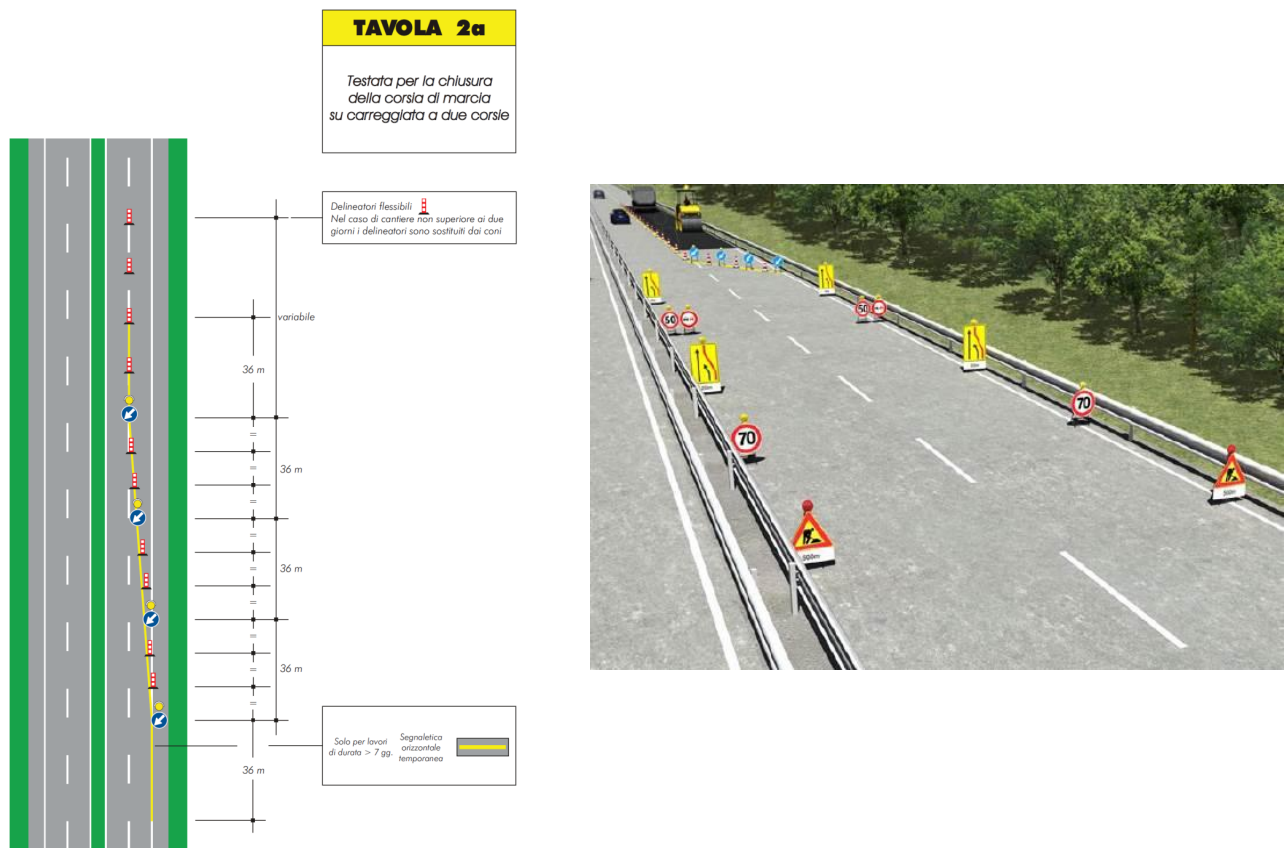 TAVOLA 2a
Testata per la chiusura
della corsia di marcia
su carreggiata a due corsie
Delineatori flessibili
Nel caso di cantiere non superiore ai due
giorni i delineatori sono sostituiti dai coni
variabile
36 m
=
=
36 m
=
=
=
36 m
=
=
=
36 m
=
=
Solo per lavori
di durata > 7 gg.
Segnaletica
orizzontale
temporanea
36 m
50
50
70
70